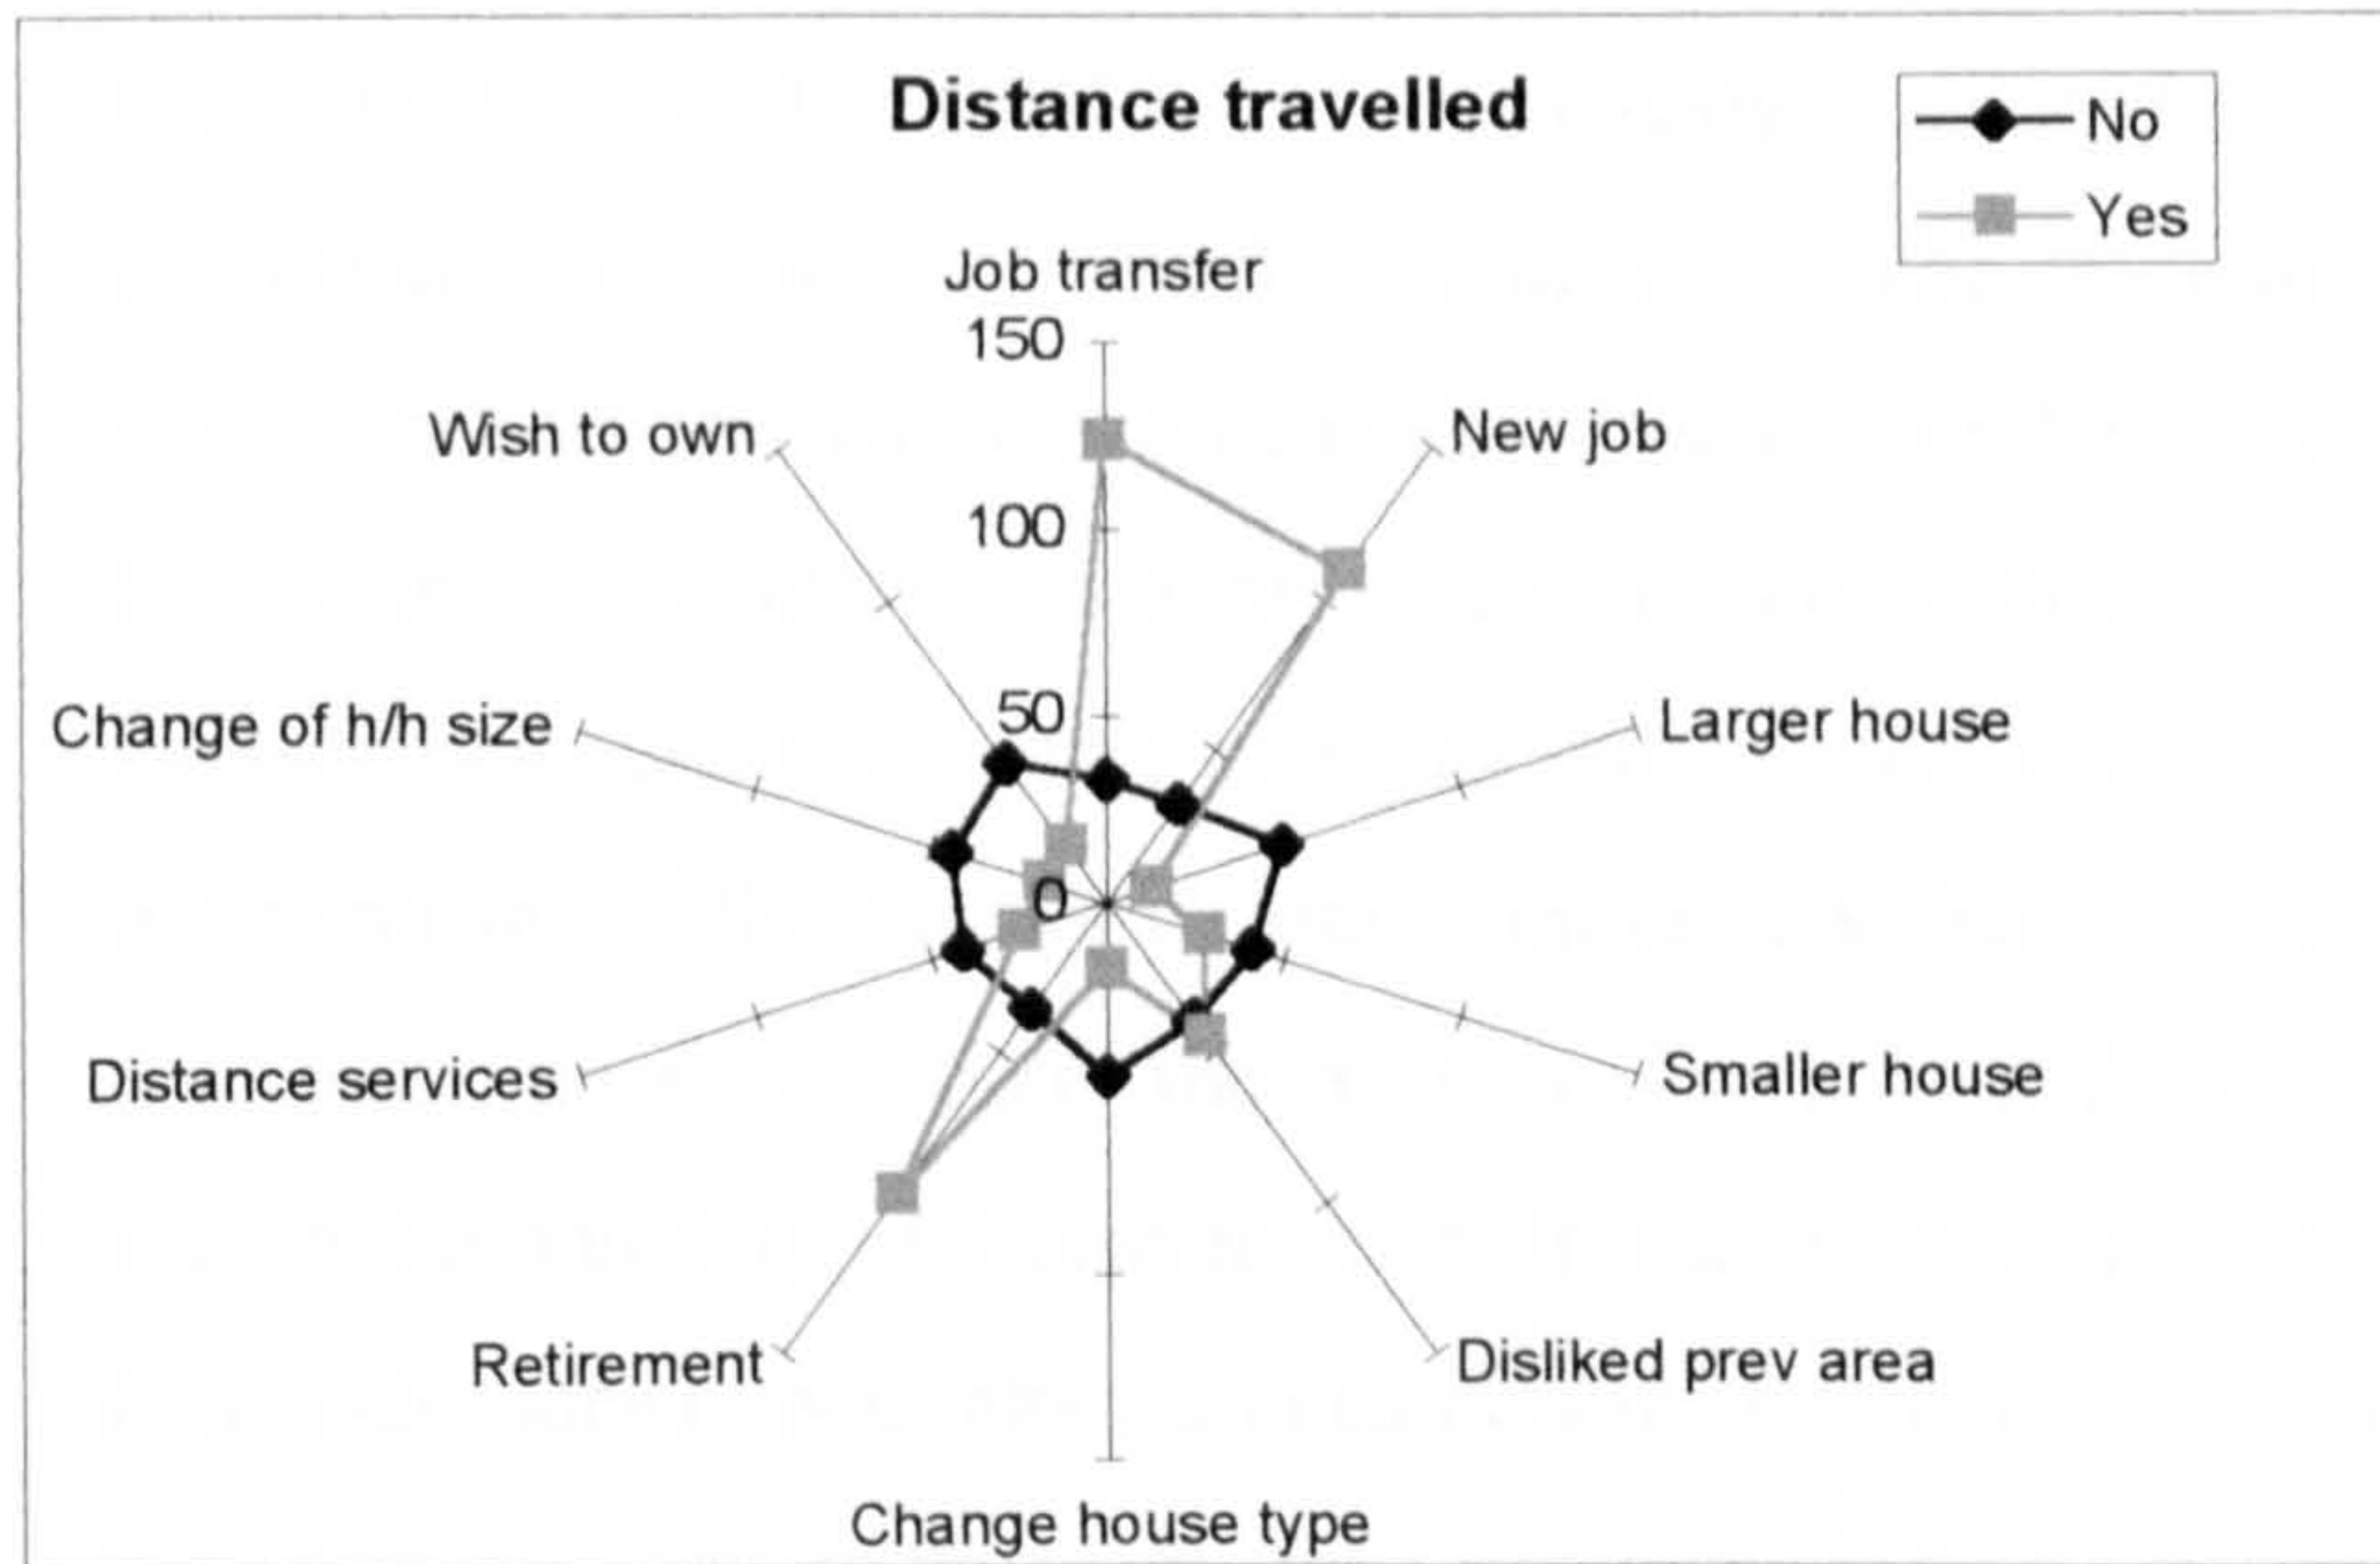 Distance travelled
No
Yes
Job transfer
150
100
50
0
New job
Larger house
Smaller house
Disliked prev area
Change house type
Retirement
Distance services
Change of h/h size
Wish to own